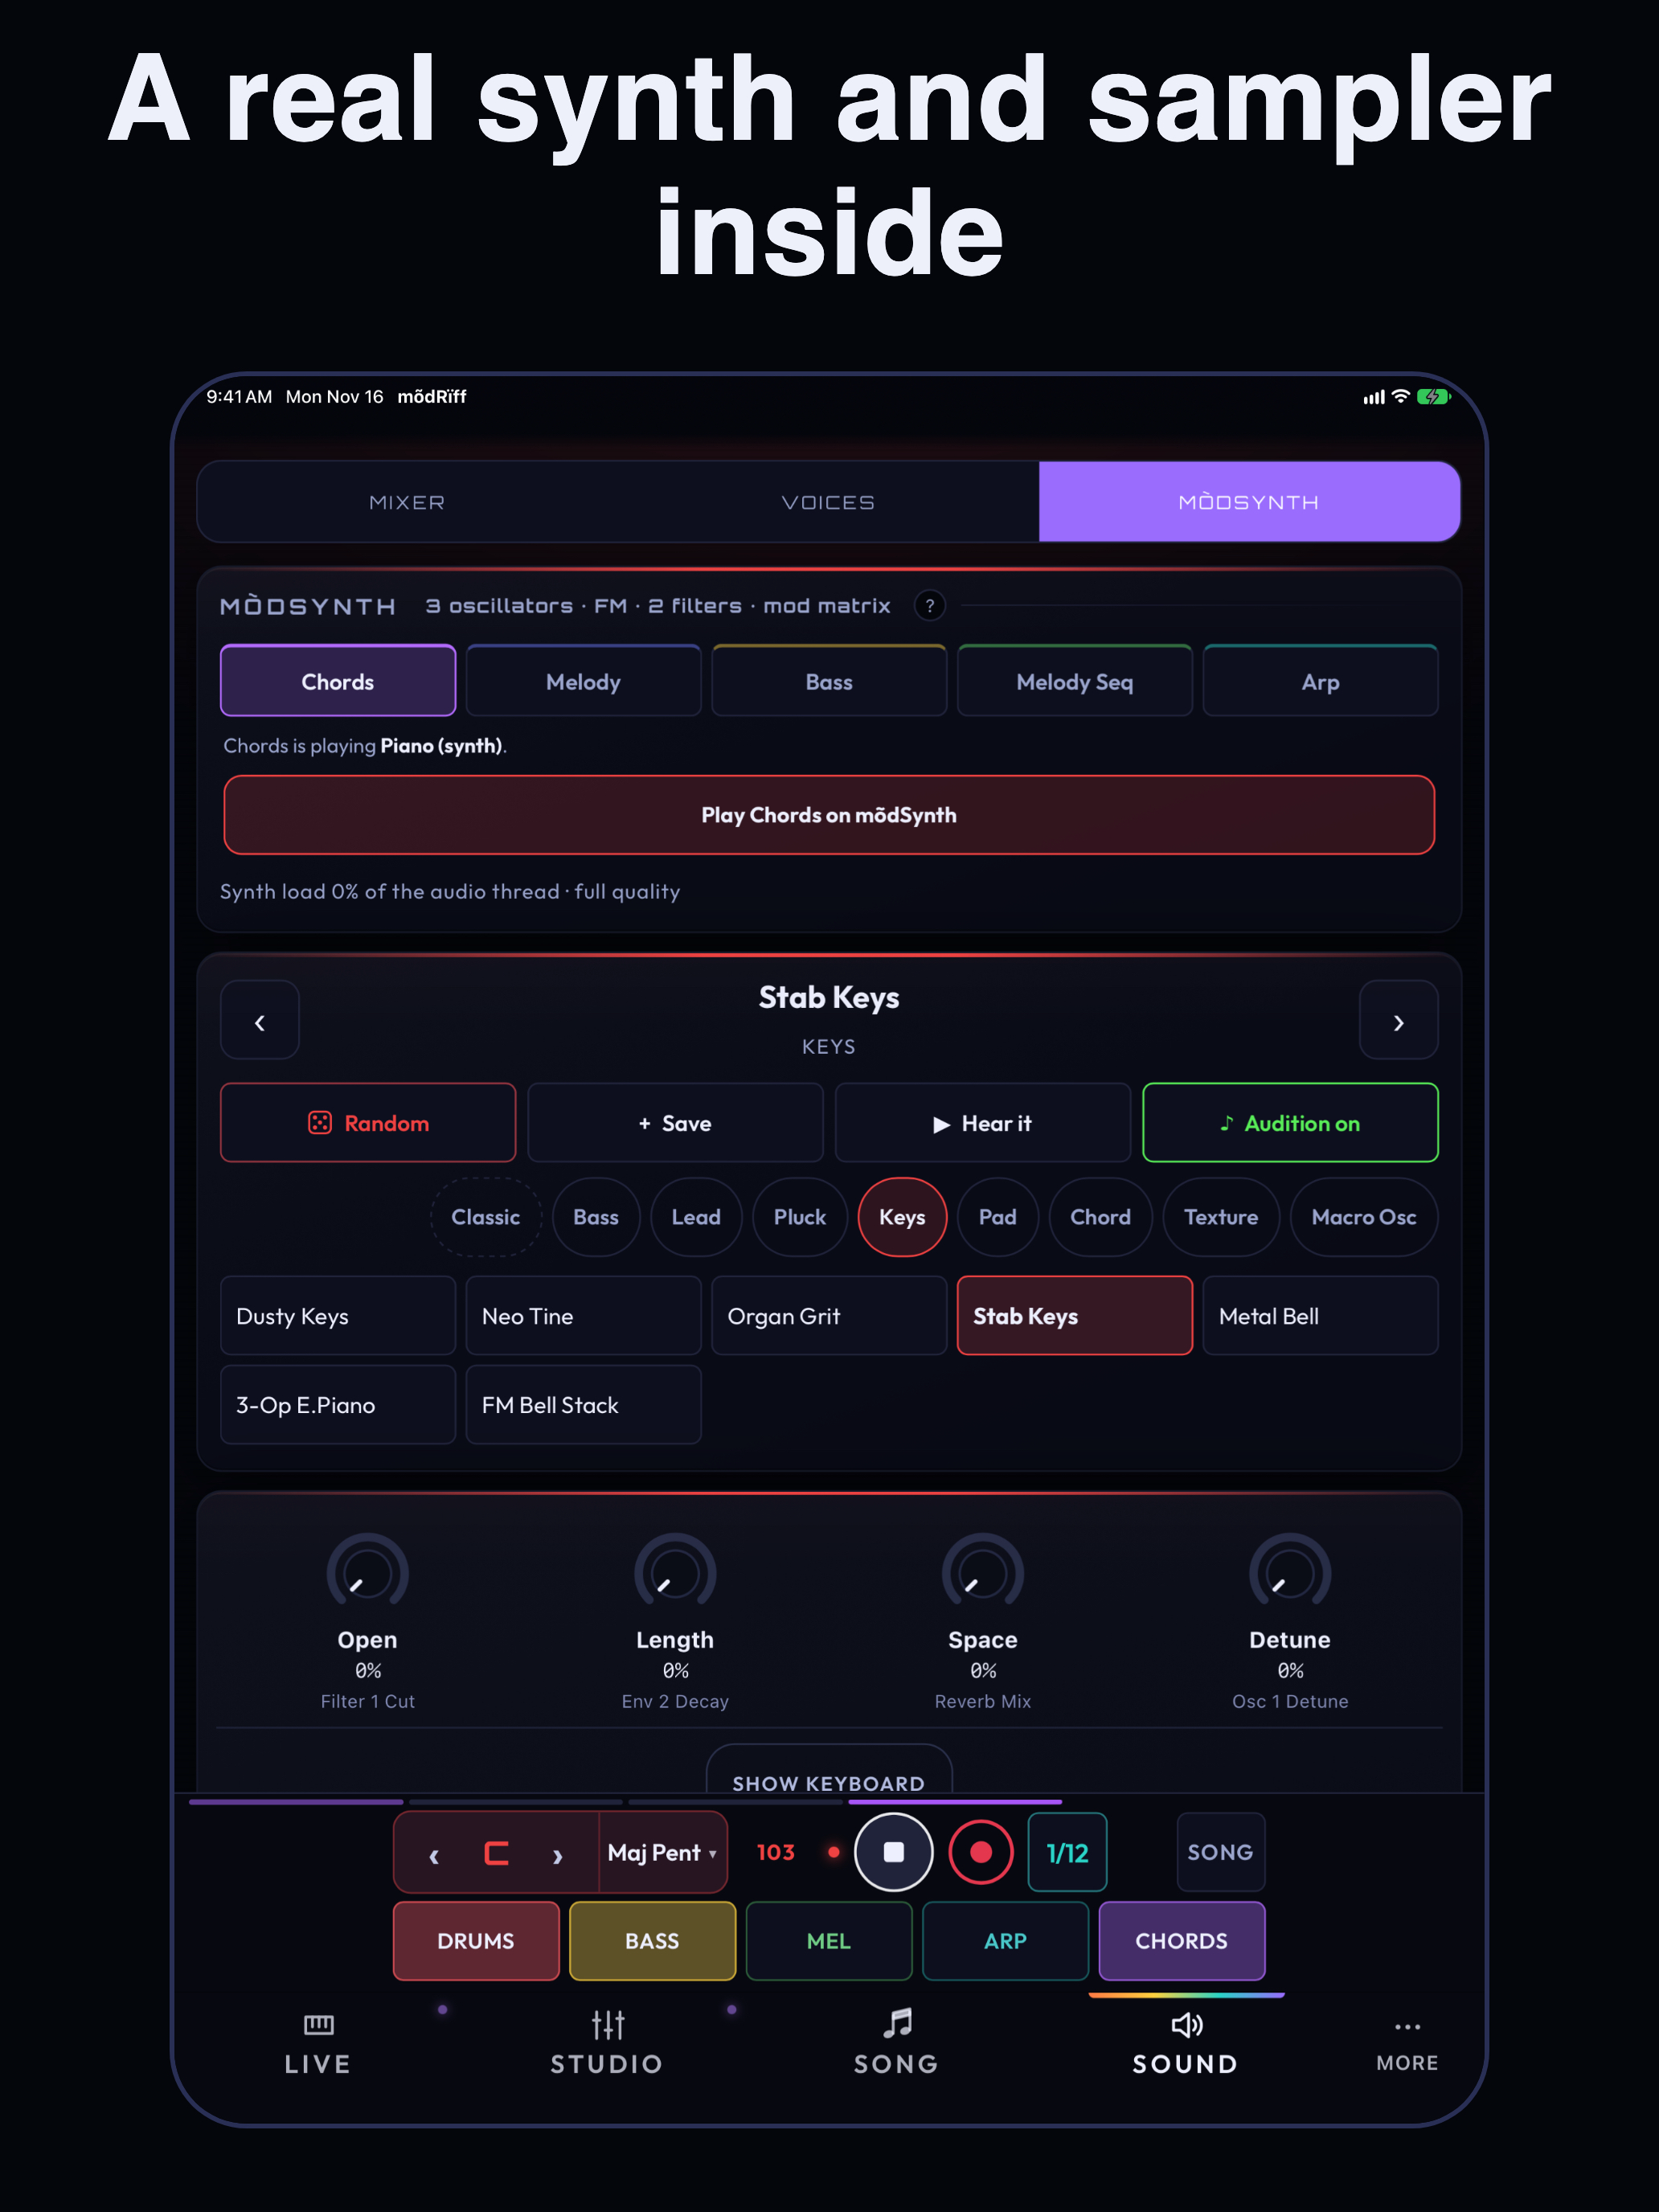 A real synth and sampler
inside
9:41 AM Mon Nov 16 mõdRïff
MIXER VOICES MÒDSYNTH
MÒDSYNTH 3 oscillators · FM · 2 filters · mod matrix ?
Chords Melody Bass Melody Seq Arp
Chords is playing Piano (synth).
Play Chords on mõdSynth
Synth load 0% of the audio thread · full quality
‹ Stab Keys ›
KEYS
Random + Save ▶ Hear it ♪ Audition on
Classic Bass Lead Pluck Keys Pad Chord Texture Macro Osc
Dusty Keys Neo Tine Organ Grit Stab Keys Metal Bell
3-Op E.Piano FM Bell Stack
Open Length Space Detune
0% 0% 0% 0%
Filter 1 Cut Env 2 Decay Reverb Mix Osc 1 Detune
SHOW KEYBOARD
‹ C › Maj Pent ▾ 103 1/12 SONG
DRUMS BASS MEL ARP CHORDS
LIVE STUDIO SONG SOUND MORE